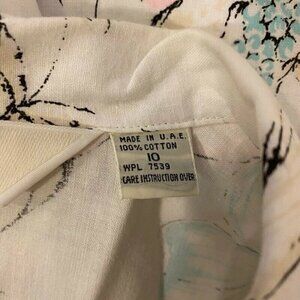 MADE IN U.A.E.
100% COTTON
10
WPL 7539
CARE INSTRUCTION OVER